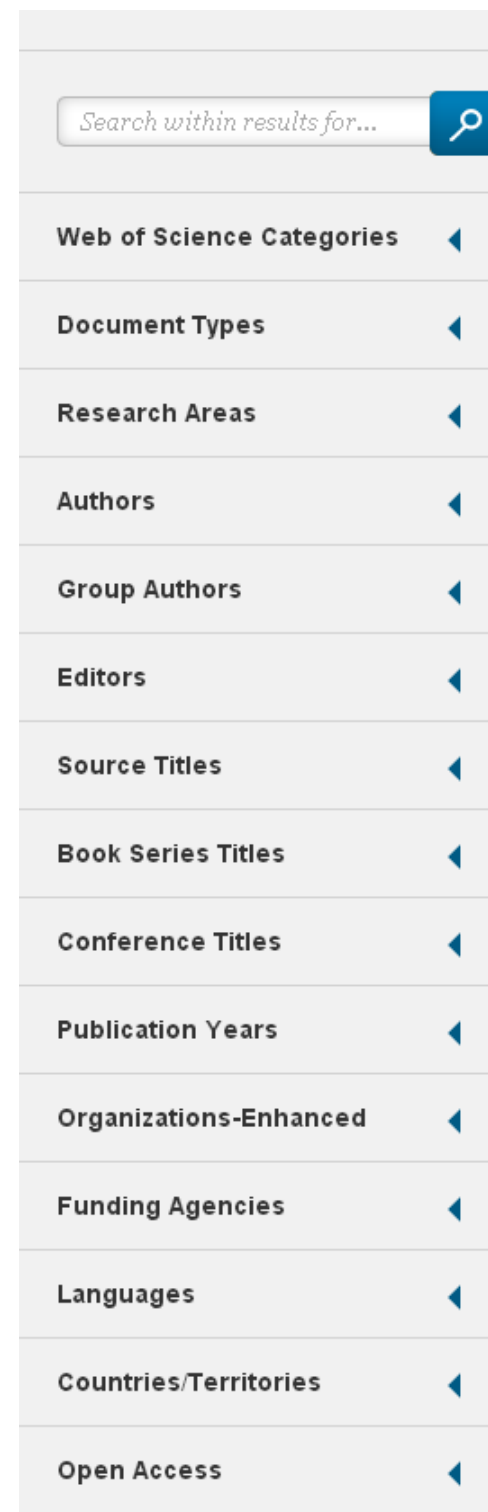 Search within results for...
Web of Science Categories
Document Types
Research Areas
Authors
Group Authors
Editors
Source Titles
Book Series Titles
Conference Titles
Publication Years
Organizations-Enhanced
Funding Agencies
Languages
Countries/Territories
Open Access